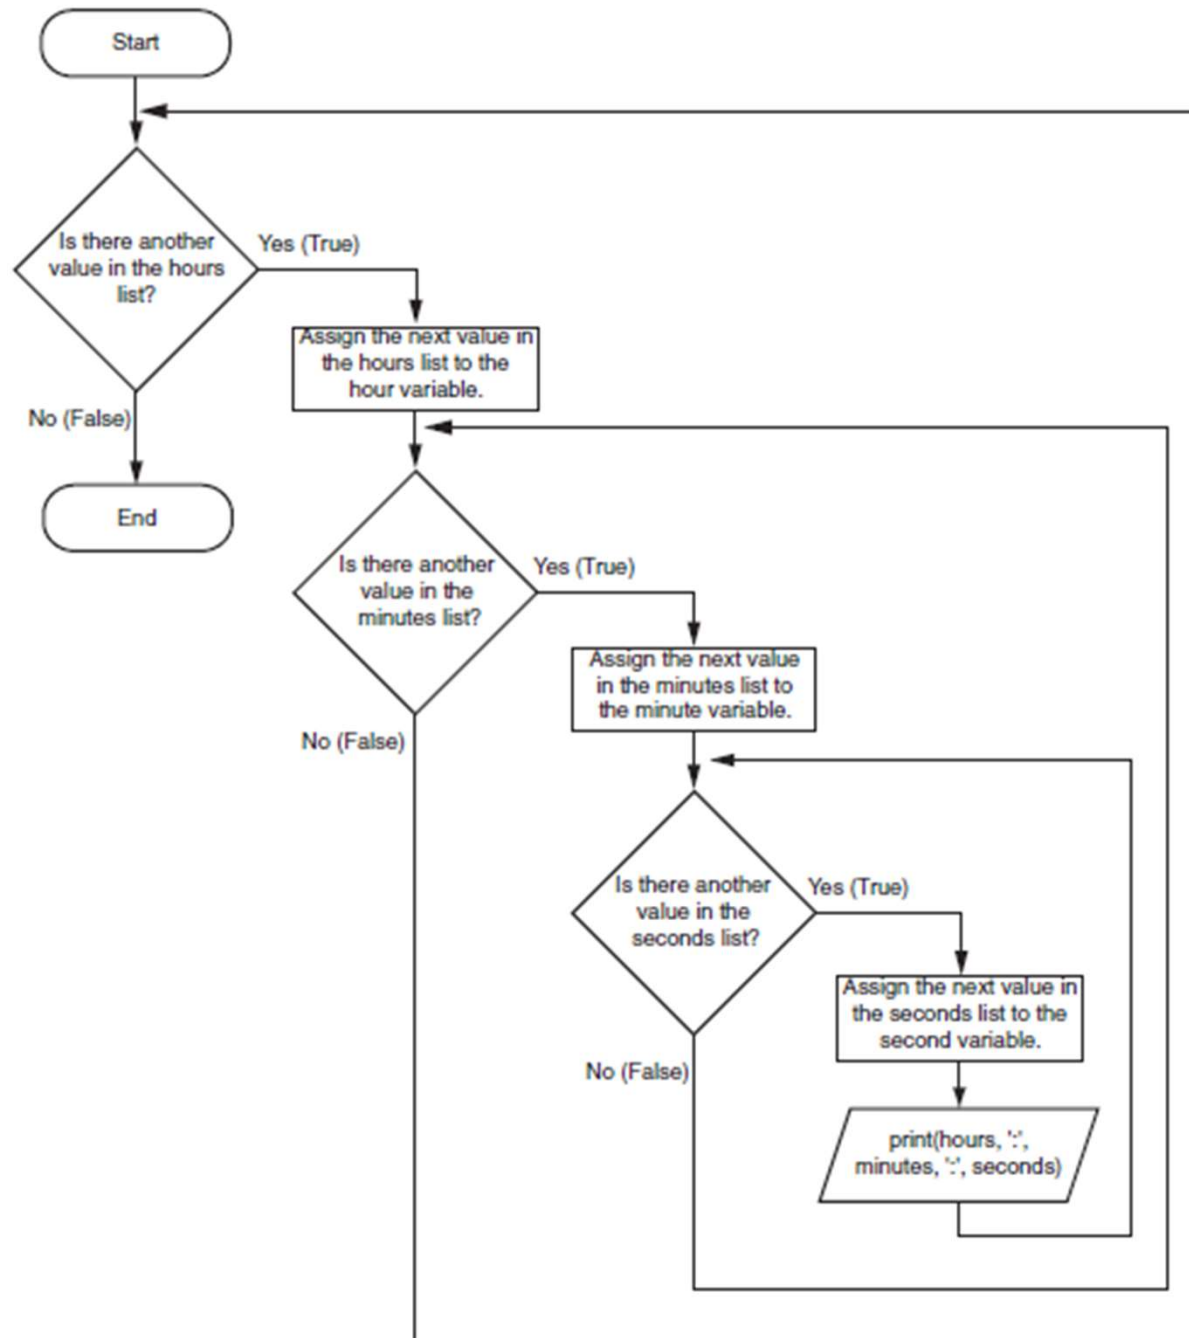 Start
Is there another
value in the hours
list?
Yes (True)
Assign the next value in
the hours list to the
hour variable.
No (False)
End
Is there another
value in the
minutes list?
Yes (True)
Assign the next value
in the minutes list to
the minute variable.
No (False)
Is there another
value in the
seconds list?
Yes (True)
Assign the next value in
the seconds list to the
second variable.
No (False)
print(hours, ':',
minutes, ':', seconds)